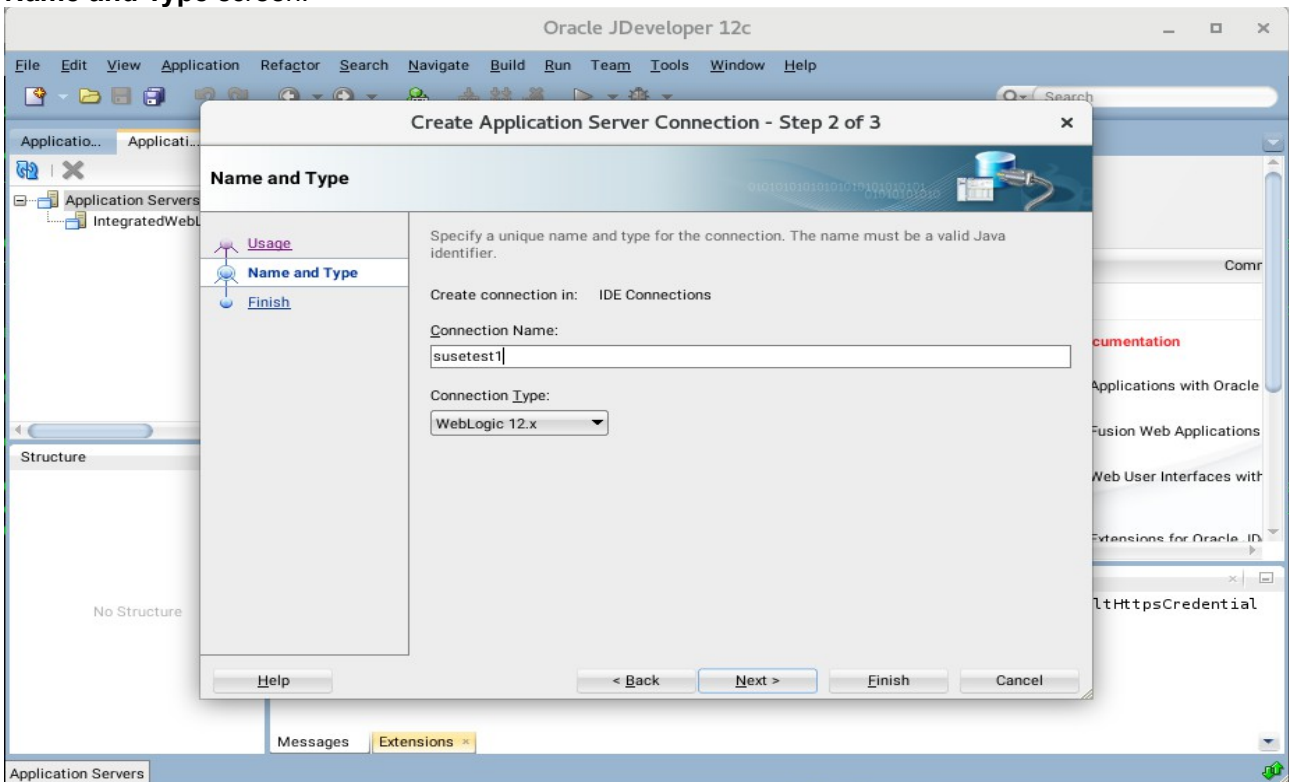 Name and Type screen.
Oracle JDeveloper 12c
File Edit View Application Refactor Search Navigate Build Run Team Tools Window Help
Search
Create Application Server Connection - Step 2 of 3
Applicatio... Applicati...
Name and Type
Application Servers
IntegratedWebL
Usage
Name and Type
Finish
Specify a unique name and type for the connection. The name must be a valid Java
identifier.
Create connection in: IDE Connections
Connection Name:
susetest1
Connection Type:
WebLogic 12.x
Comr
cumentation
Applications with Oracle
Fusion Web Applications
Web User Interfaces with
Extensions for Oracle JD
Structure
No Structure
ltHttpsCredential
Help < Back Next > Finish Cancel
Messages Extensions
Application Servers